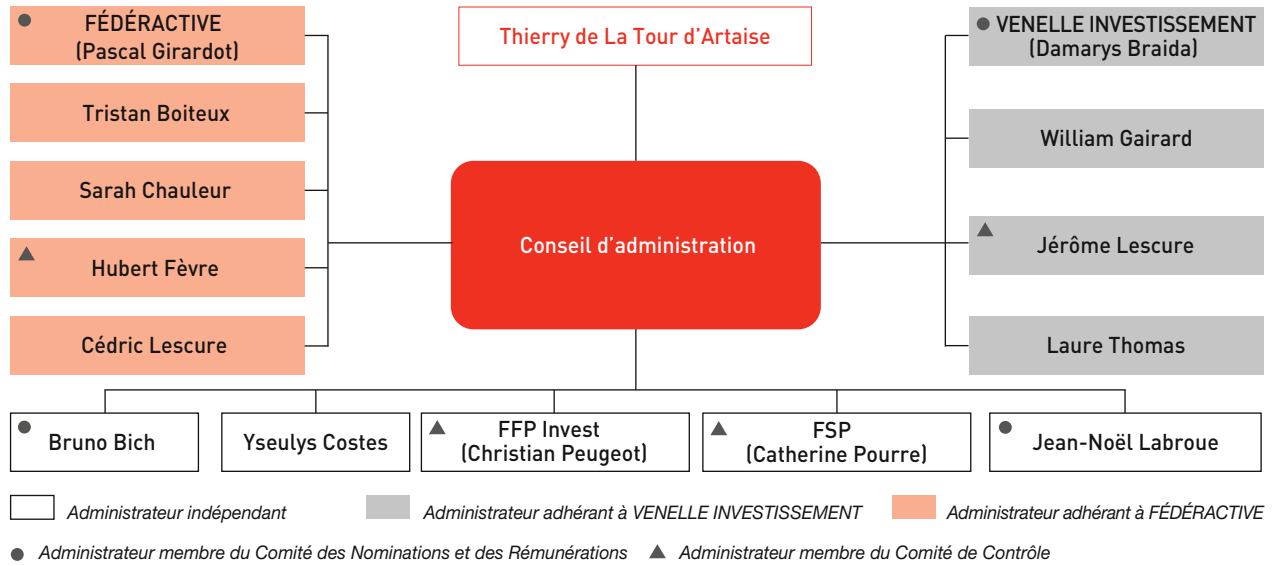 FÉDÉRACTIVE
(Pascal Girardot)
Tristan Boiteux
Sarah Chauleur
Hubert Fèvre
Cédric Lescure
Thierry de La Tour d'Artaise
Conseil d'administration
VENELLE INVESTISSEMENT
(Damarys Braida)
William Gairard
Jérôme Lescure
Laure Thomas
Bruno Bich
Yseulys Costes
FFP Invest
(Christian Peugeot)
FSP
(Catherine Pourre)
Jean-Noël Labroue
Administrateur indépendant
Administrateur adhérant à VENELLE INVESTISSEMENT
Administrateur adhérant à FÉDÉRACTIVE
Administrateur membre du Comité des Nominations et des Rémunérations
Administrateur membre du Comité de Contrôle